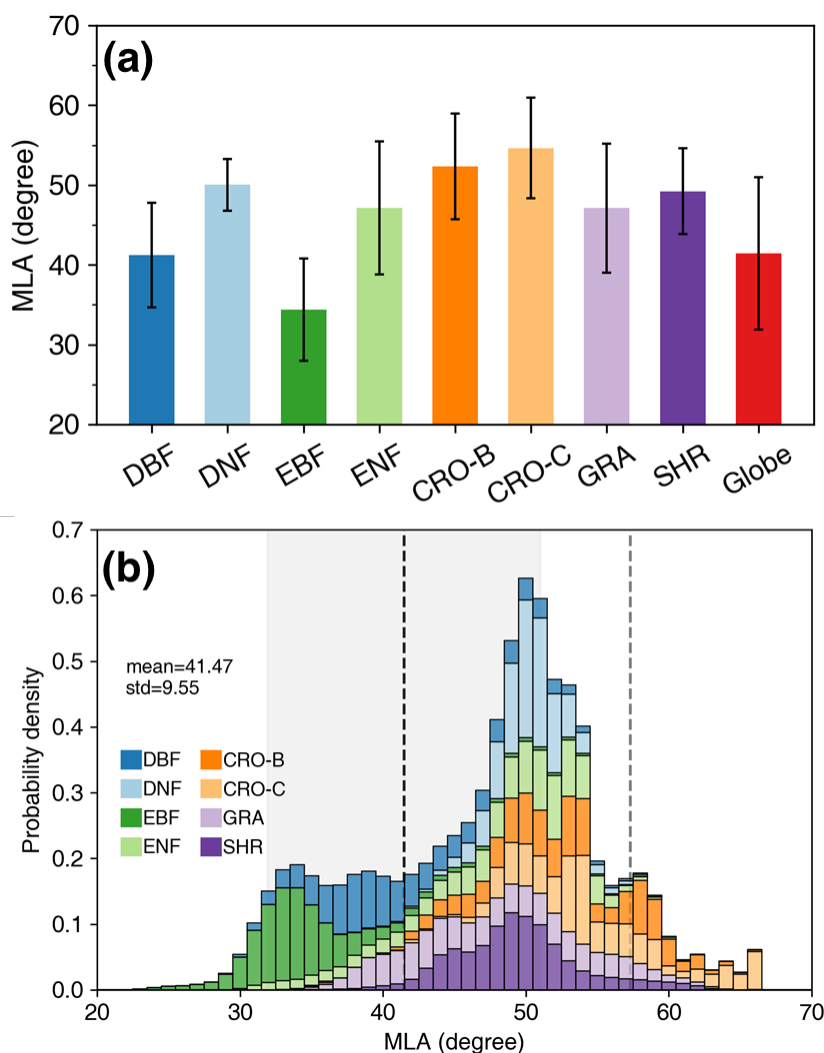 (a)
MLA (degree)
70
60
50
40
30
20
DBF
DNF
EBF
ENF
CRO-B
CRO-C
GRA
SHR
Globe
(b)
Probability density
0.7
0.6
0.5
0.4
0.3
0.2
0.1
0.0
mean=41.47
std=9.55
DBF CRO-B
DNF CRO-C
EBF GRA
ENF SHR
20 30 40 50 60 70
MLA (degree)